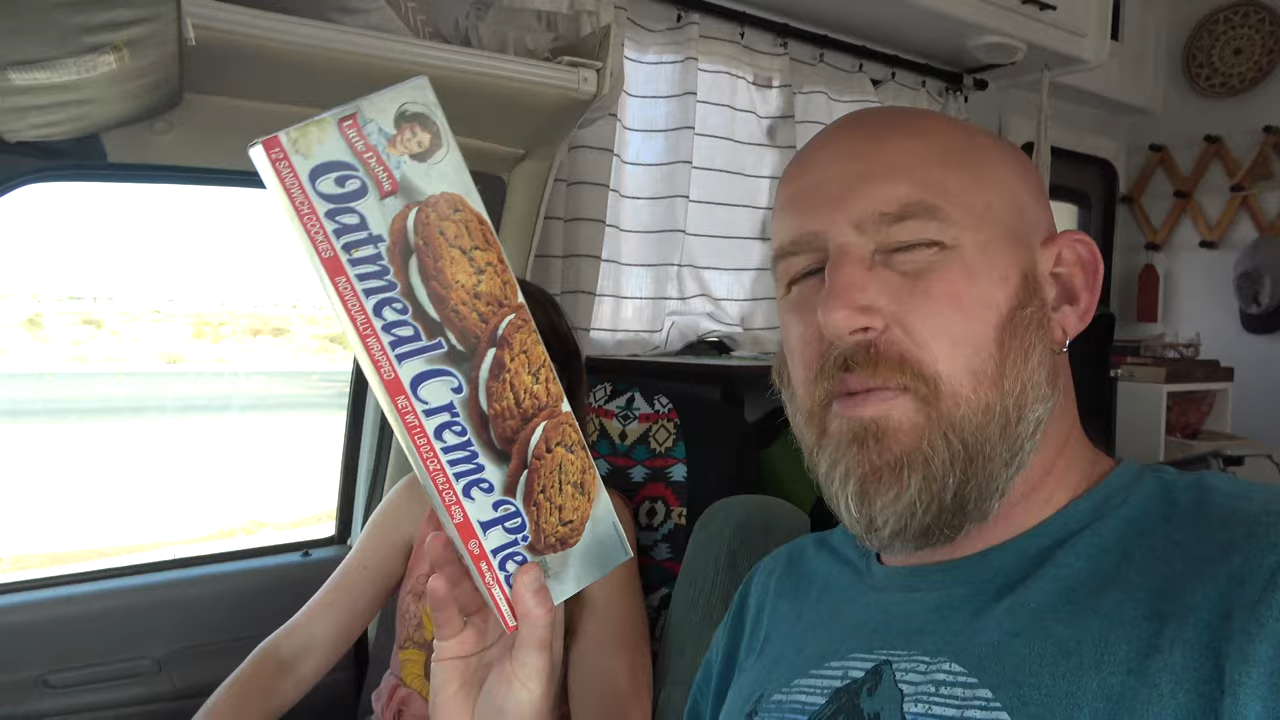 Little Debbie
Oatmeal Creme Pies
12 SANDWICH COOKIES INDIVIDUALLY WRAPPED NET WT 1 LB 0.2 OZ (16.2 OZ) 459g